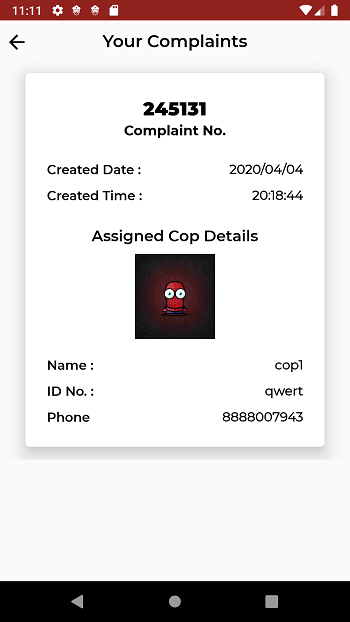 11:11
Your Complaints
245131
Complaint No.
Created Date : 2020/04/04
Created Time : 20:18:44
Assigned Cop Details
Name : cop1
ID No. : qwert
Phone 8888007943